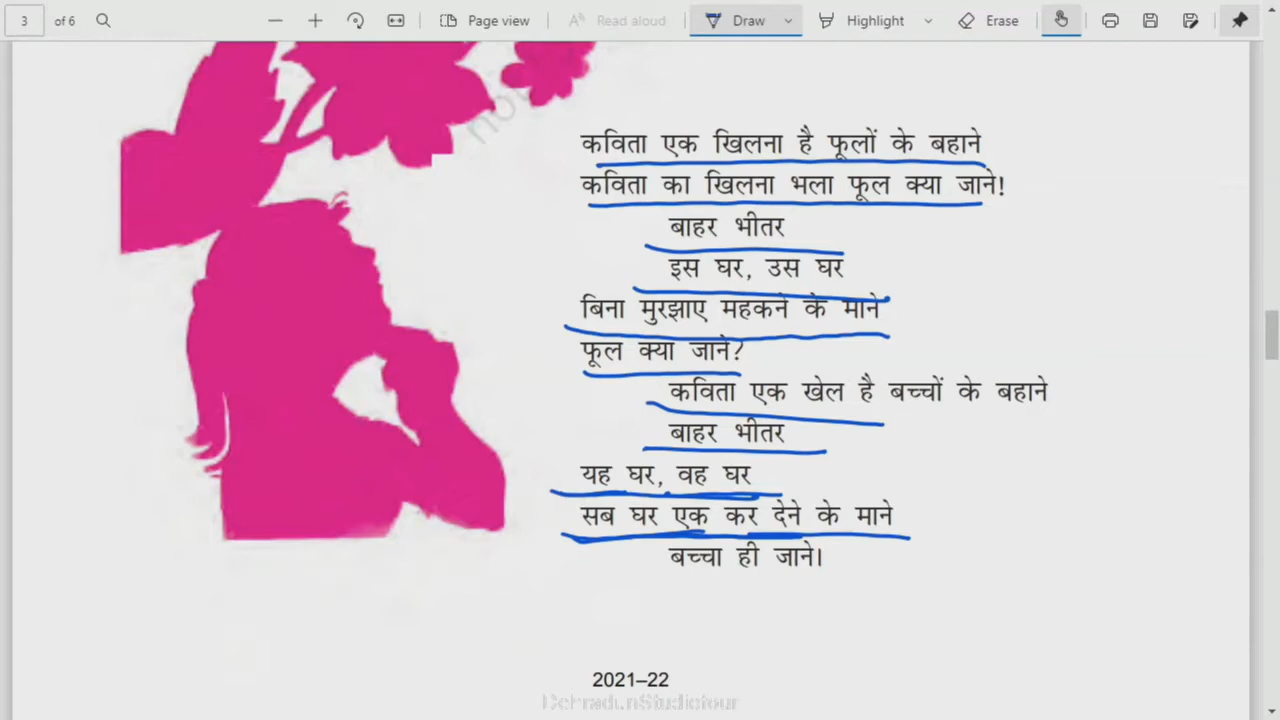 3 of 6 Page view Read aloud Draw Highlight Erase
कविता एक खिलना है फूलों के बहाने
कविता का खिलना भला फूल क्या जाने!
बाहर भीतर
इस घर, उस घर
बिना मुरझाए महकने के माने
फूल क्या जाने?
कविता एक खेल है बच्चों के बहाने
बाहर भीतर
यह घर, वह घर
सब घर एक कर देने के माने
बच्चा ही जाने।
2021–22